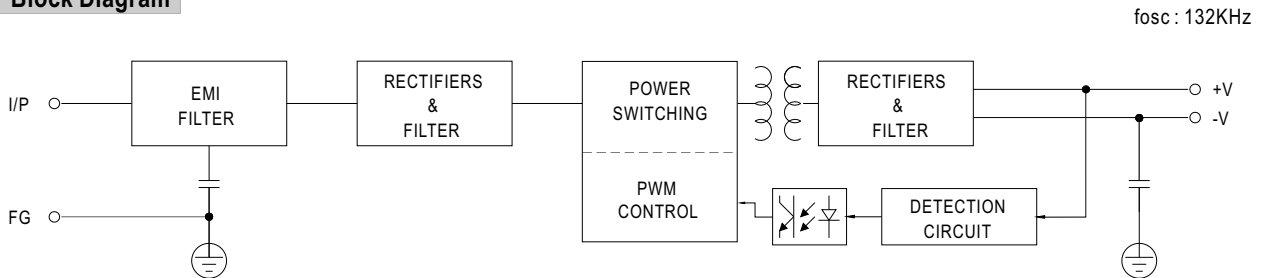 Block Diagram
fosc : 132KHz
I/P
EMI
FILTER
RECTIFIERS
&
FILTER
POWER
SWITCHING
RECTIFIERS
&
FILTER
+V
-V
PWM
CONTROL
DETECTION
CIRCUIT
FG